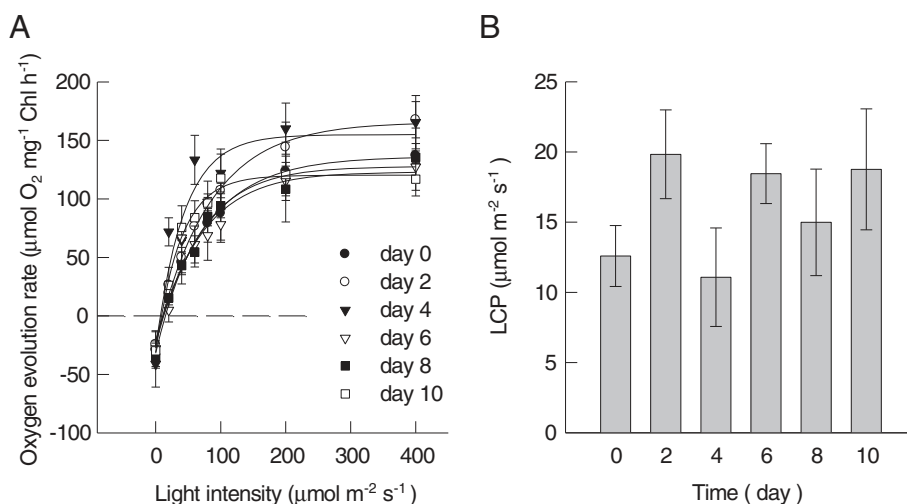 A
Oxygen evolution rate (μmol O2 mg-1 Chl h-1)
200
150
100
50
0
-50
-100
day 0
day 2
day 4
day 6
day 8
day 10
0 100 200 300 400
Light intensity (μmol m-2 s-1)
B
LCP (μmol m-2 s-1)
25
20
15
10
5
0
0 2 4 6 8 10
Time ( day )